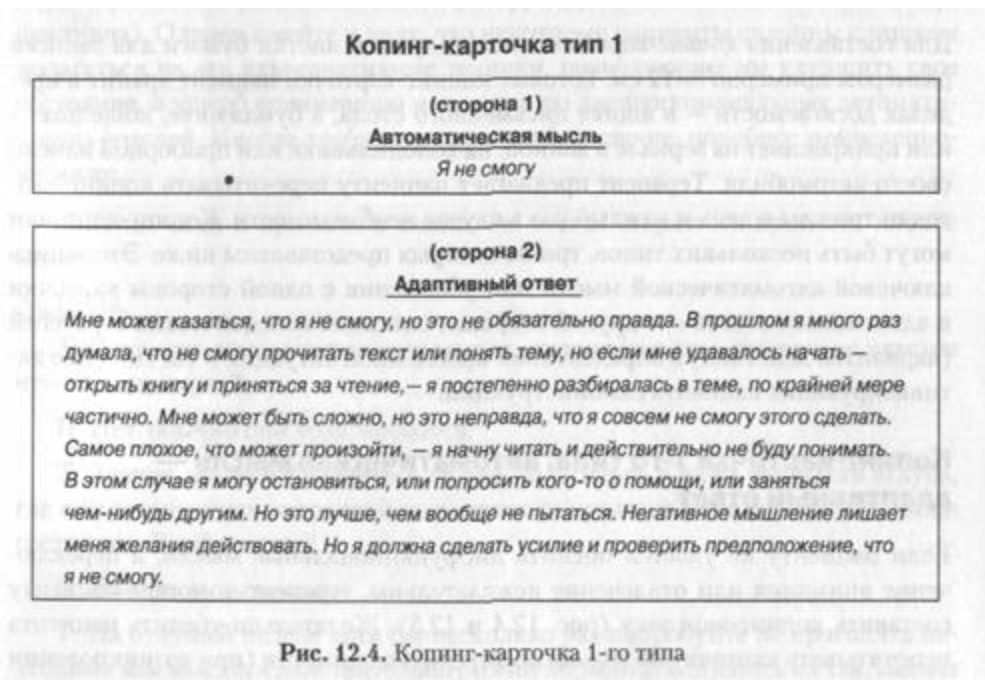 Копинг-карточка тип 1
(сторона 1)
Автоматическая мысль
Я не смогу
(сторона 2)
Адаптивный ответ
Мне может казаться, что я не смогу, но это не обязательно правда. В прошлом я много раз
думала, что не смогу прочитать текст или понять тему, но если мне удавалось начать —
открыть книгу и приняться за чтение, — я постепенно разбиралась в теме, по крайней мере
частично. Мне может быть сложно, но это неправда, что я совсем не смогу этого сделать.
Самое плохое, что может произойти, — я начну читать и действительно не буду понимать.
В этом случае я могу остановиться, или попросить кого-то о помощи, или заняться
чем-нибудь другим. Но это лучше, чем вообще не пытаться. Негативное мышление лишает
меня желания действовать. Но я должна сделать усилие и проверить предположение, что
я не смогу.
Рис. 12.4. Копинг-карточка 1-го типа